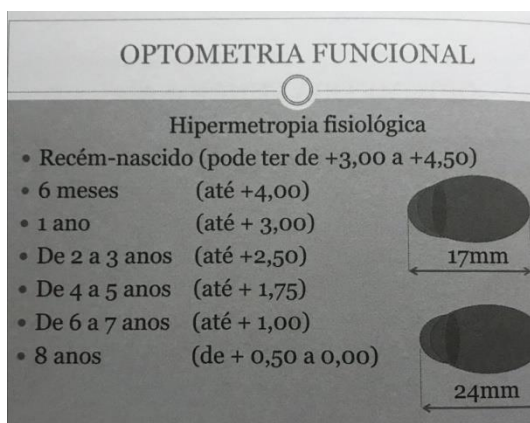 OPTOMETRIA FUNCIONAL
Hipermetropia fisiológica
• Recém-nascido (pode ter de +3,00 a +4,50)
• 6 meses (até +4,00)
• 1 ano (até + 3,00)
• De 2 a 3 anos (até +2,50)
• De 4 a 5 anos (até + 1,75)
• De 6 a 7 anos (até + 1,00)
• 8 anos (de + 0,50 a 0,00)
17mm
24mm